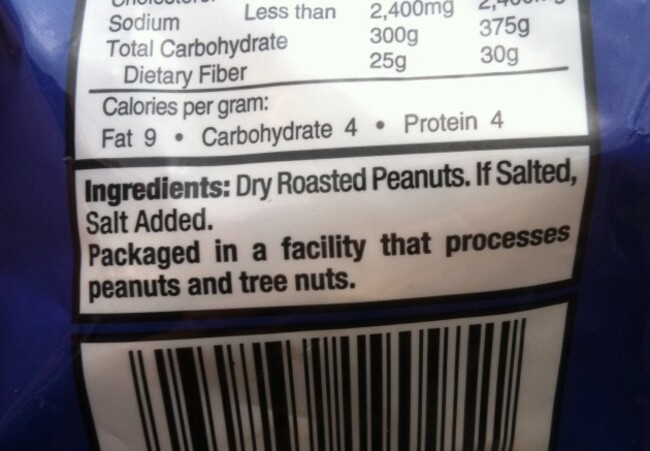 Sodium Less than 2,400mg
Total Carbohydrate 300g 375g
Dietary Fiber 25g 30g
Calories per gram:
Fat 9 • Carbohydrate 4 • Protein 4
Ingredients: Dry Roasted Peanuts. If Salted,
Salt Added.
Packaged in a facility that processes
peanuts and tree nuts.